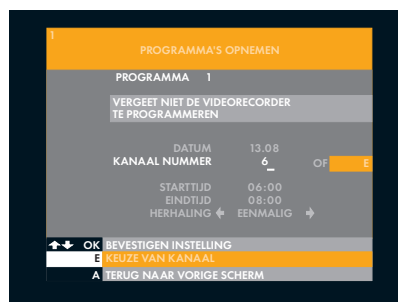 1
PROGRAMMA'S OPNEMEN
PROGRAMMA 1
VERGEET NIET DE VIDEORECORDER
TE PROGRAMMEREN
DATUM 13.08
KANAAL NUMMER 6_ OF E
STARTTIJD 06:00
EINDTIJD 08:00
HERHALING EENMALIG
OK BEVESTIGEN INSTELLING
E KEUZE VAN KANAAL
A TERUG NAAR VORIGE SCHERM